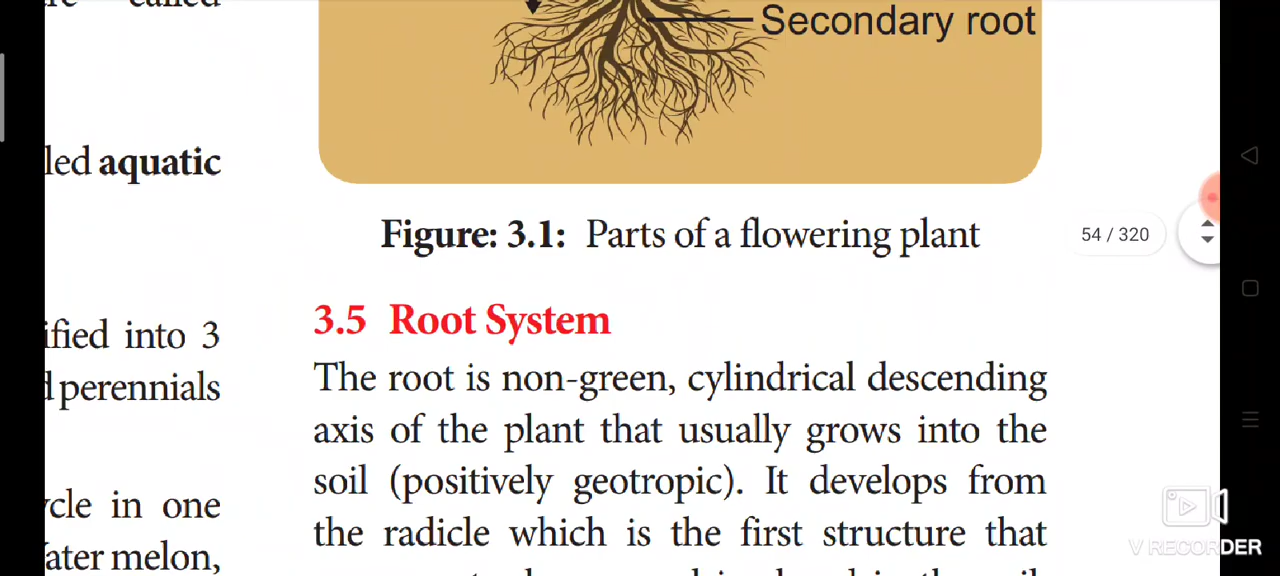 called
led aquatic
ified into 3
perennials
cle in one
ater melon,
Secondary root
Figure: 3.1: Parts of a flowering plant
54 / 320
3.5 Root System
The root is non-green, cylindrical descending
axis of the plant that usually grows into the
soil (positively geotropic). It develops from
the radicle which is the first structure that
V RECORDER